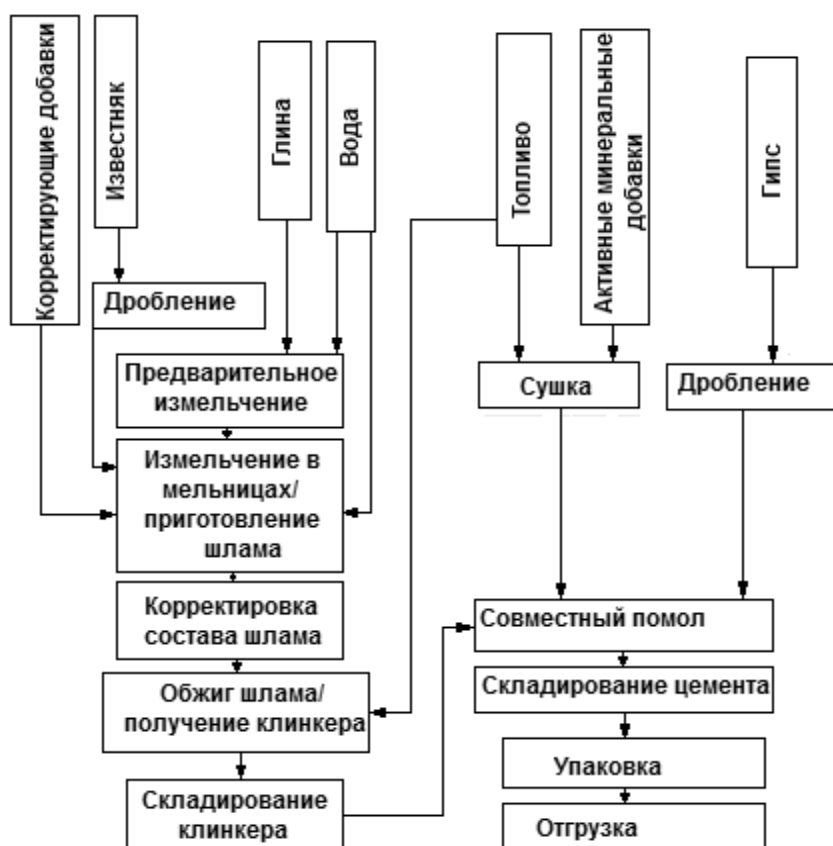 Корректирующие добавки
Известняк
Глина
Вода
Топливо
Активные минеральные
добавки
Гипс
Дробление
Предварительное
измельчение
Сушка
Дробление
Измельчение в
мельницах/
приготовление
шлама
Корректировка
состава шлама
Совместный помол
Обжиг шлама/
получение клинкера
Складирование цемента
Складирование
клинкера
Упаковка
Отгрузка